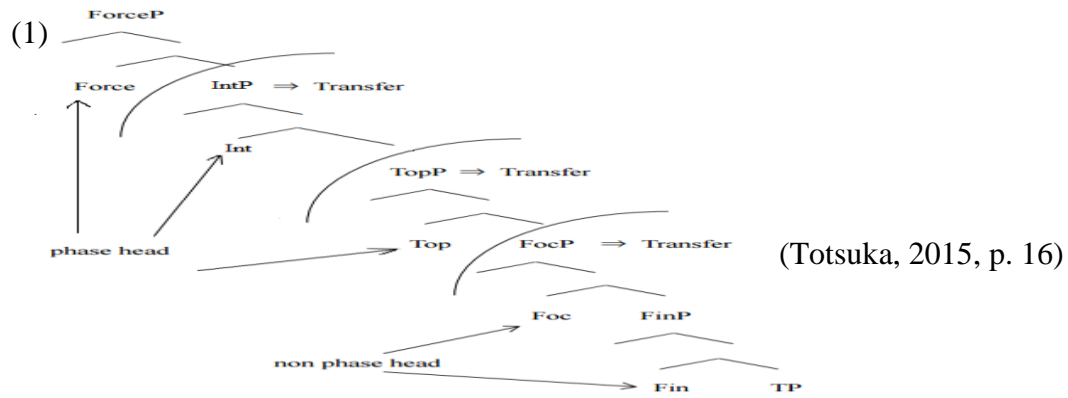 ForceP
(1)
Force IntP ⇒ Transfer
Int
TopP ⇒ Transfer
phase head Top FocP ⇒ Transfer (Totsuka, 2015, p. 16)
Foc FinP
non phase head
Fin TP